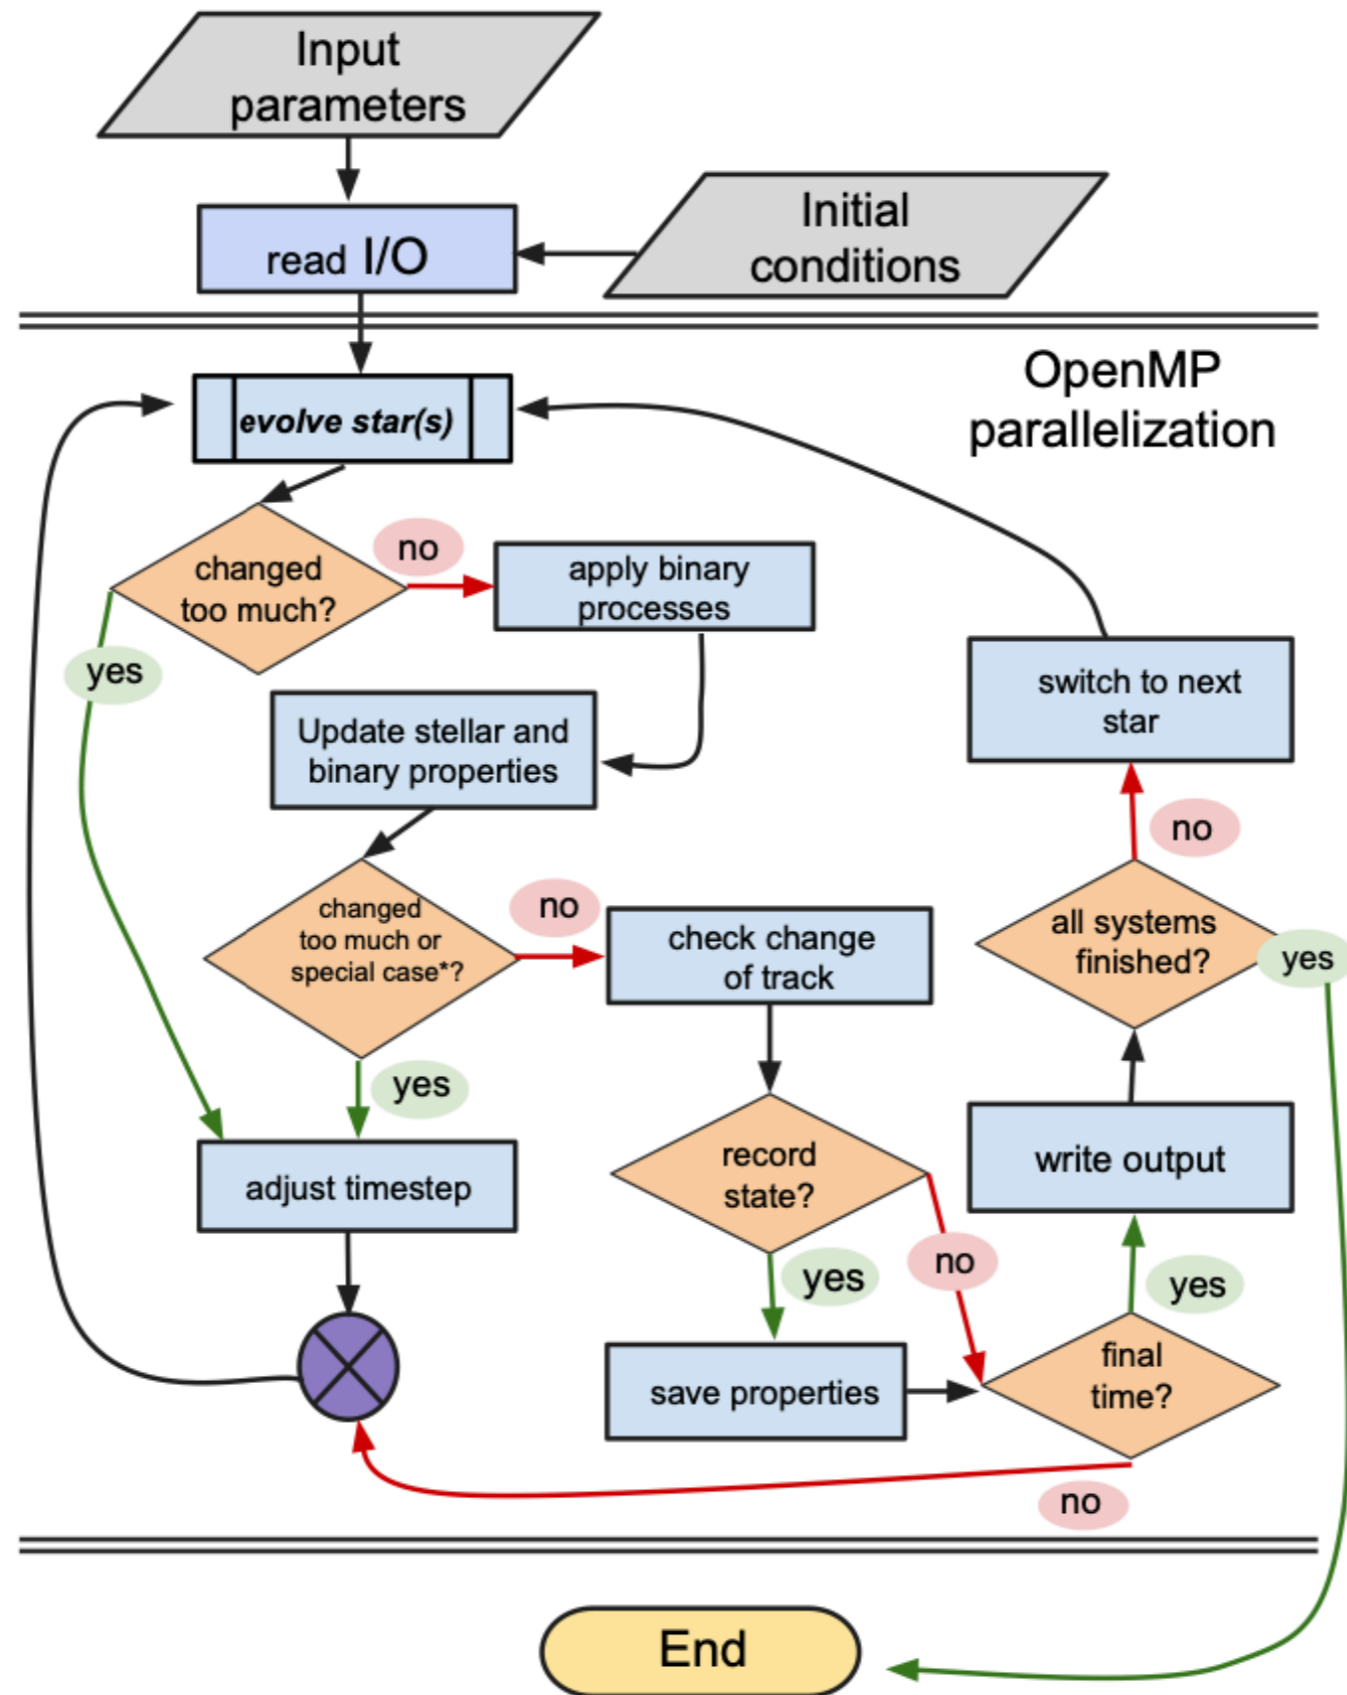 Input
parameters
Initial
conditions
read I/O
OpenMP
parallelization
evolve star(s)
changed
too much?
no
apply binary
processes
yes
Update stellar and
binary properties
switch to next
star
no
changed
too much or
special case*?
no
check change
of track
all systems
finished?
yes
yes
adjust timestep
record
state?
write output
yes
no
yes
save properties
final
time?
no
End